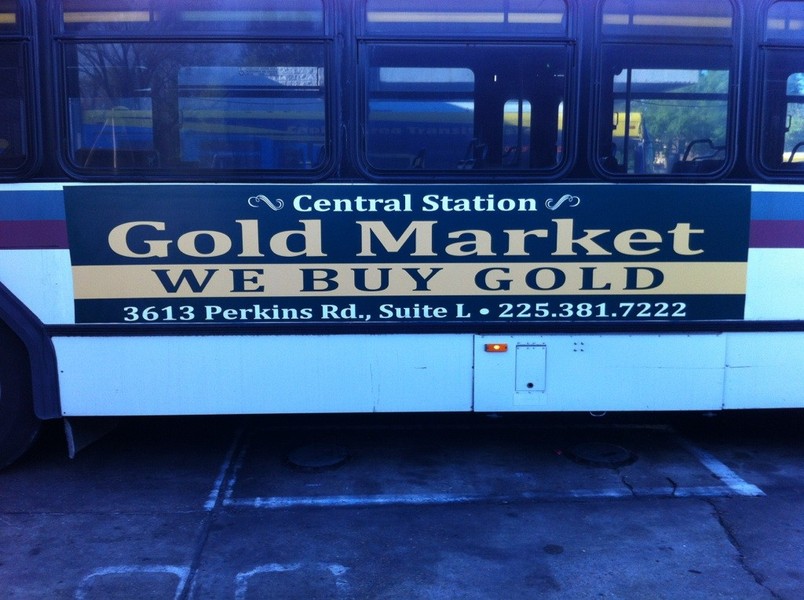 Central Station
Gold Market
WE BUY GOLD
3613 Perkins Rd., Suite L • 225.381.7222